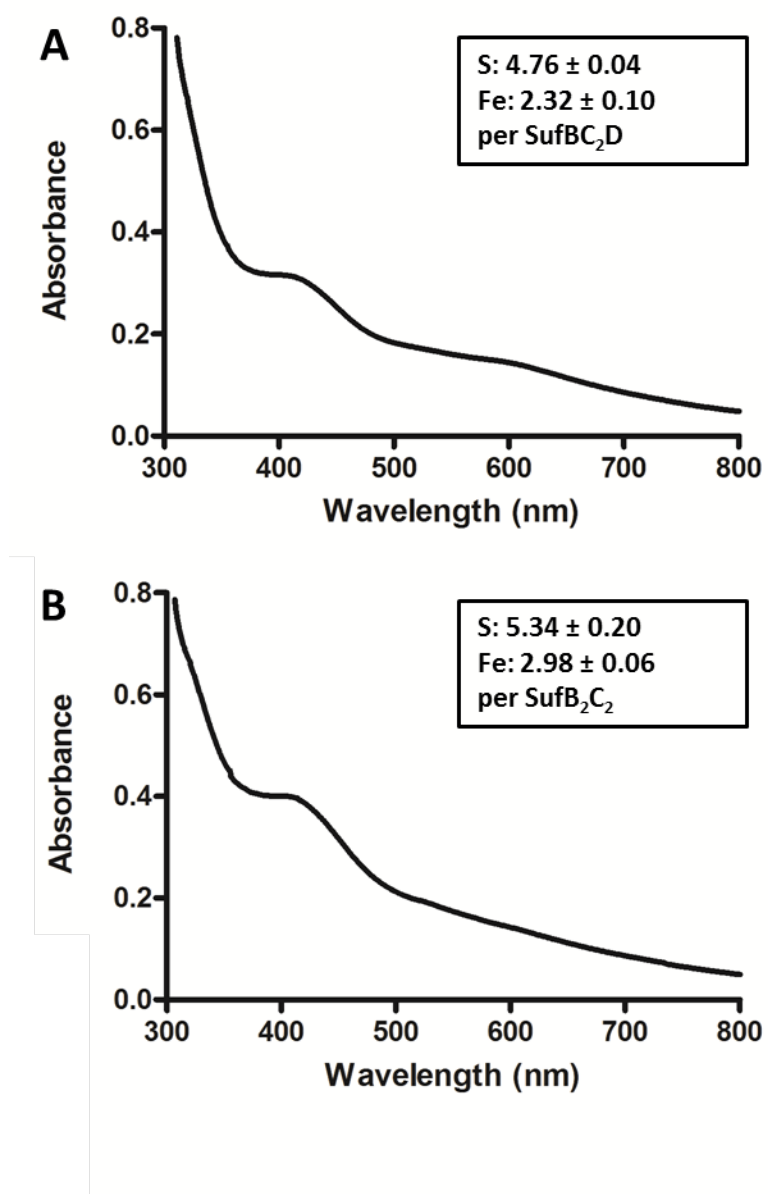 A
0.8
0.6
0.4
0.2
0.0
Absorbance
S: 4.76 ± 0.04
Fe: 2.32 ± 0.10
per SufBC₂D
300 400 500 600 700 800
Wavelength (nm)
B
0.8
0.6
0.4
0.2
0.0
Absorbance
S: 5.34 ± 0.20
Fe: 2.98 ± 0.06
per SufB₂C₂
300 400 500 600 700 800
Wavelength (nm)